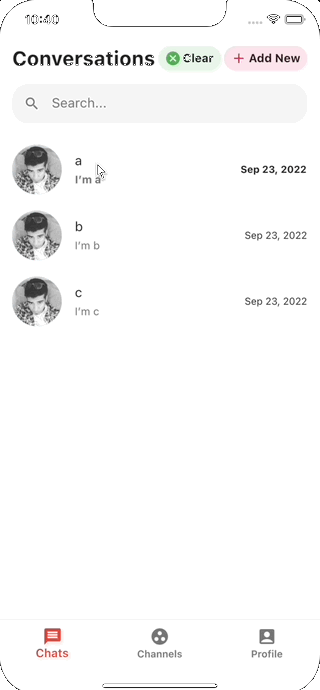 10:40
Conversations Clear Add New
Search...
a
I'm a
Sep 23, 2022
b
I'm b
Sep 23, 2022
c
I'm c
Sep 23, 2022
Chats Channels Profile